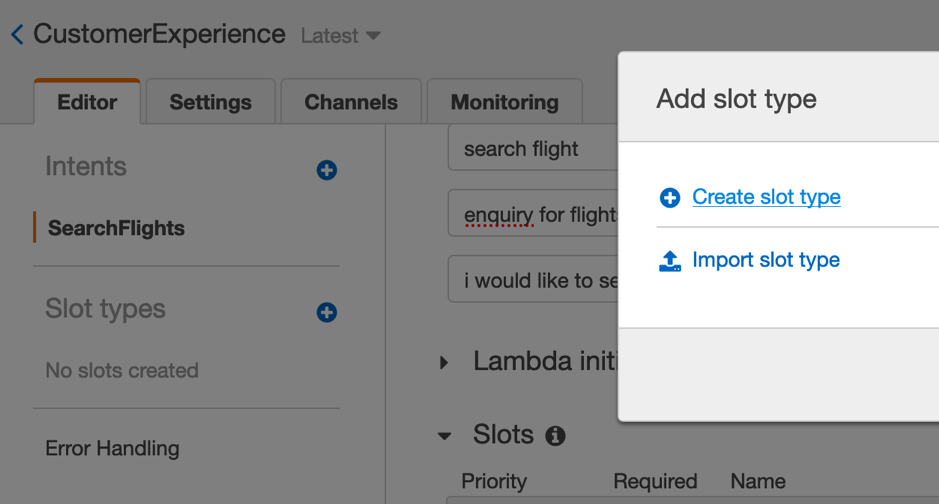 CustomerExperience Latest
Editor Settings Channels Monitoring
Add slot type
Intents
search flight
Create slot type
SearchFlights
enquiry for flights
Import slot type
i would like to se
Slot types
No slots created
Lambda initi
Slots
Error Handling
Priority Required Name